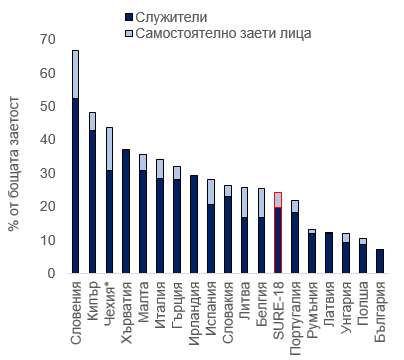 Служители
Самостоятелно заети лица
% от бощата заетост
70
60
50
40
30
20
10
0
Словения
Кипър
Чехия*
Хърватия
Малта
Италия
Гърция
Ирландия
Испания
Словакия
Литва
Белгия
SURE-18
Португалия
Румъния
Латвия
Унгария
Полша
България